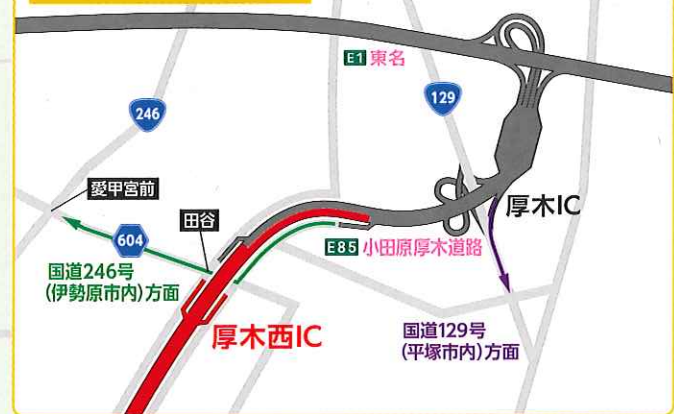 E1 東名
246
129
愛甲宮前
田谷
厚木IC
604
E85 小田原厚木道路
国道246号
(伊勢原市内)方面
厚木西IC
国道129号
(平塚市内)方面